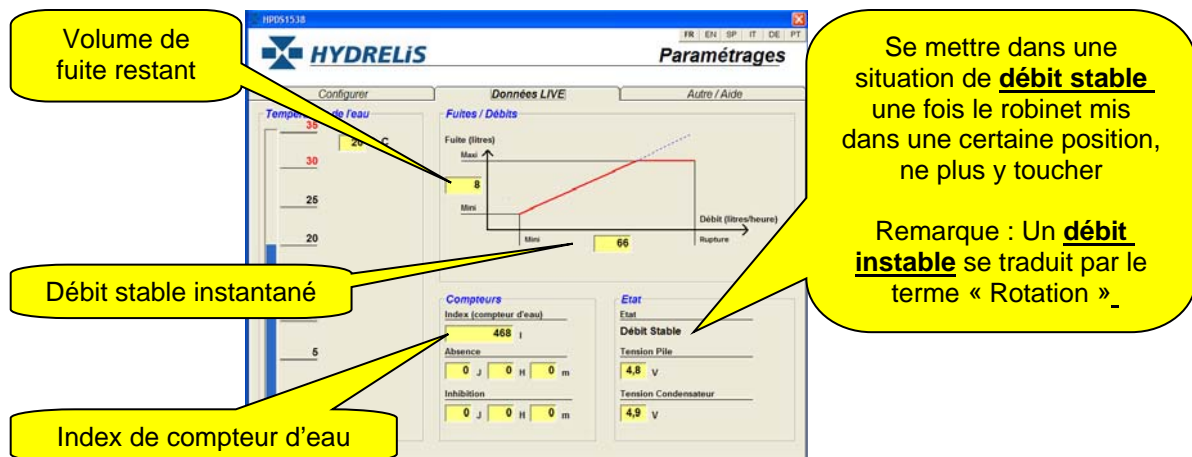 HPDS1538
FR EN SP IT DE PT
HYDRELiS
Paramétrages
Configurer
Données LIVE
Autre / Aide
Volume de
fuite restant
Se mettre dans une
situation de débit stable
une fois le robinet mis
dans une certaine position,
ne plus y toucher
Remarque : Un débit
instable se traduit par le
terme « Rotation »
de l'eau
35
30
25
20
5
20
C
Fuites / Débits
Fuite (litres)
Maxi
8
Mini
Débit (litres/heure)
Mini
66
Rupture
Débit stable instantané
Compteurs
Index (compteur d'eau)
468 l
Absence
0 J 0 H 0 m
Inhibition
0 J 0 H 0 m
Etat
Etat
Débit Stable
Tension Pile
4,8 V
Tension Condensateur
4,9 V
Index de compteur d’eau